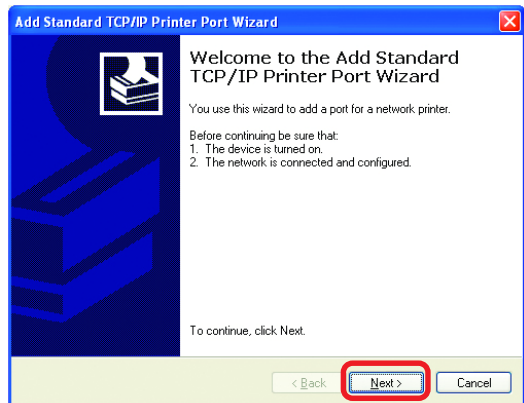 Add Standard TCP/IP Printer Port Wizard
Welcome to the Add Standard
TCP/IP Printer Port Wizard
You use this wizard to add a port for a network printer.
Before continuing be sure that:
1. The device is turned on.
2. The network is connected and configured.
To continue, click Next.
< Back
Next >
Cancel